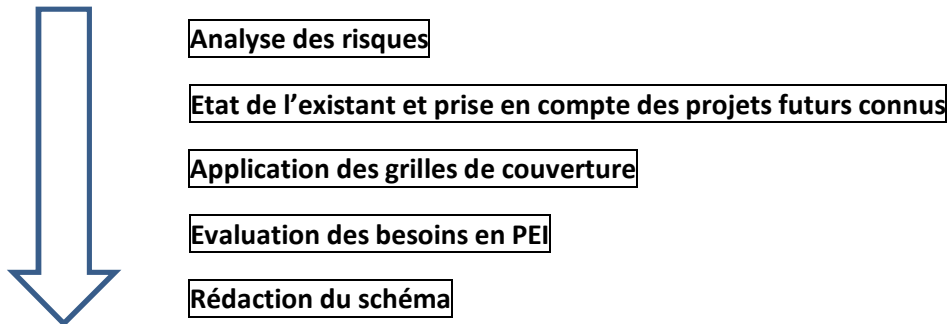 Analyse des risques
Etat de l’existant et prise en compte des projets futurs connus
Application des grilles de couverture
Evaluation des besoins en PEI
Rédaction du schéma